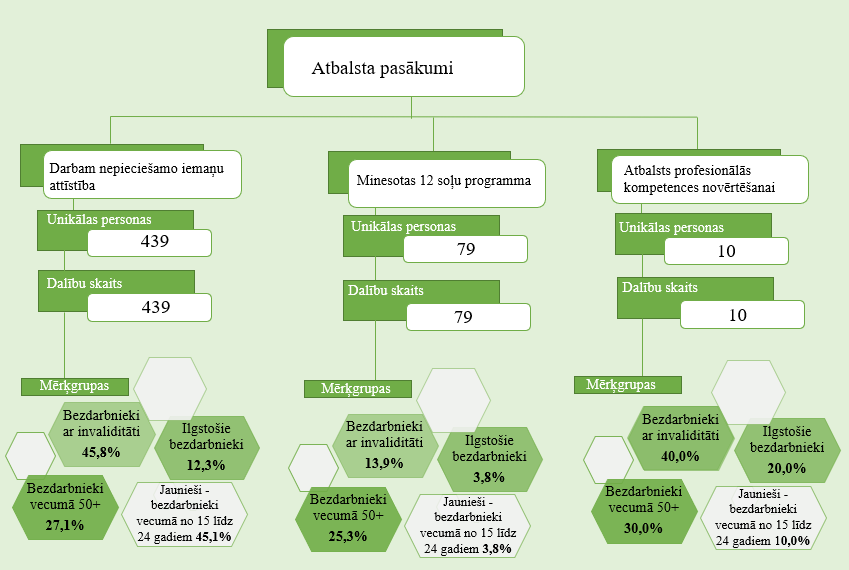 Atbalsta pasākumi
Darbam nepieciešamo iemaņu
attīstība
Unikālas personas
439
Dalību skaits
439
Mērķgrupas
Bezdarbnieki
ar invaliditāti
45,8%
Ilgstošie
bezdarbnieki
12,3%
Bezdarbnieki
vecumā 50+
27,1%
Jaunieši -
bezdarbnieki
vecumā no 15 līdz
24 gadiem 45,1%
Minesotas 12 soļu programma
Unikālas personas
79
Dalību skaits
79
Mērķgrupas
Bezdarbnieki
ar invaliditāti
13,9%
Ilgstošie
bezdarbnieki
3,8%
Bezdarbnieki
vecumā 50+
25,3%
Jaunieši -
bezdarbnieki
vecumā no 15 līdz
24 gadiem 3,8%
Atbalsts profesionālās
kompetences novērtēšanai
Unikālas personas
10
Dalību skaits
10
Mērķgrupas
Bezdarbnieki
ar invaliditāti
40,0%
Ilgstošie
bezdarbnieki
20,0%
Bezdarbnieki
vecumā 50+
30,0%
Jaunieši -
bezdarbnieki
vecumā no 15 līdz
24 gadiem 10,0%